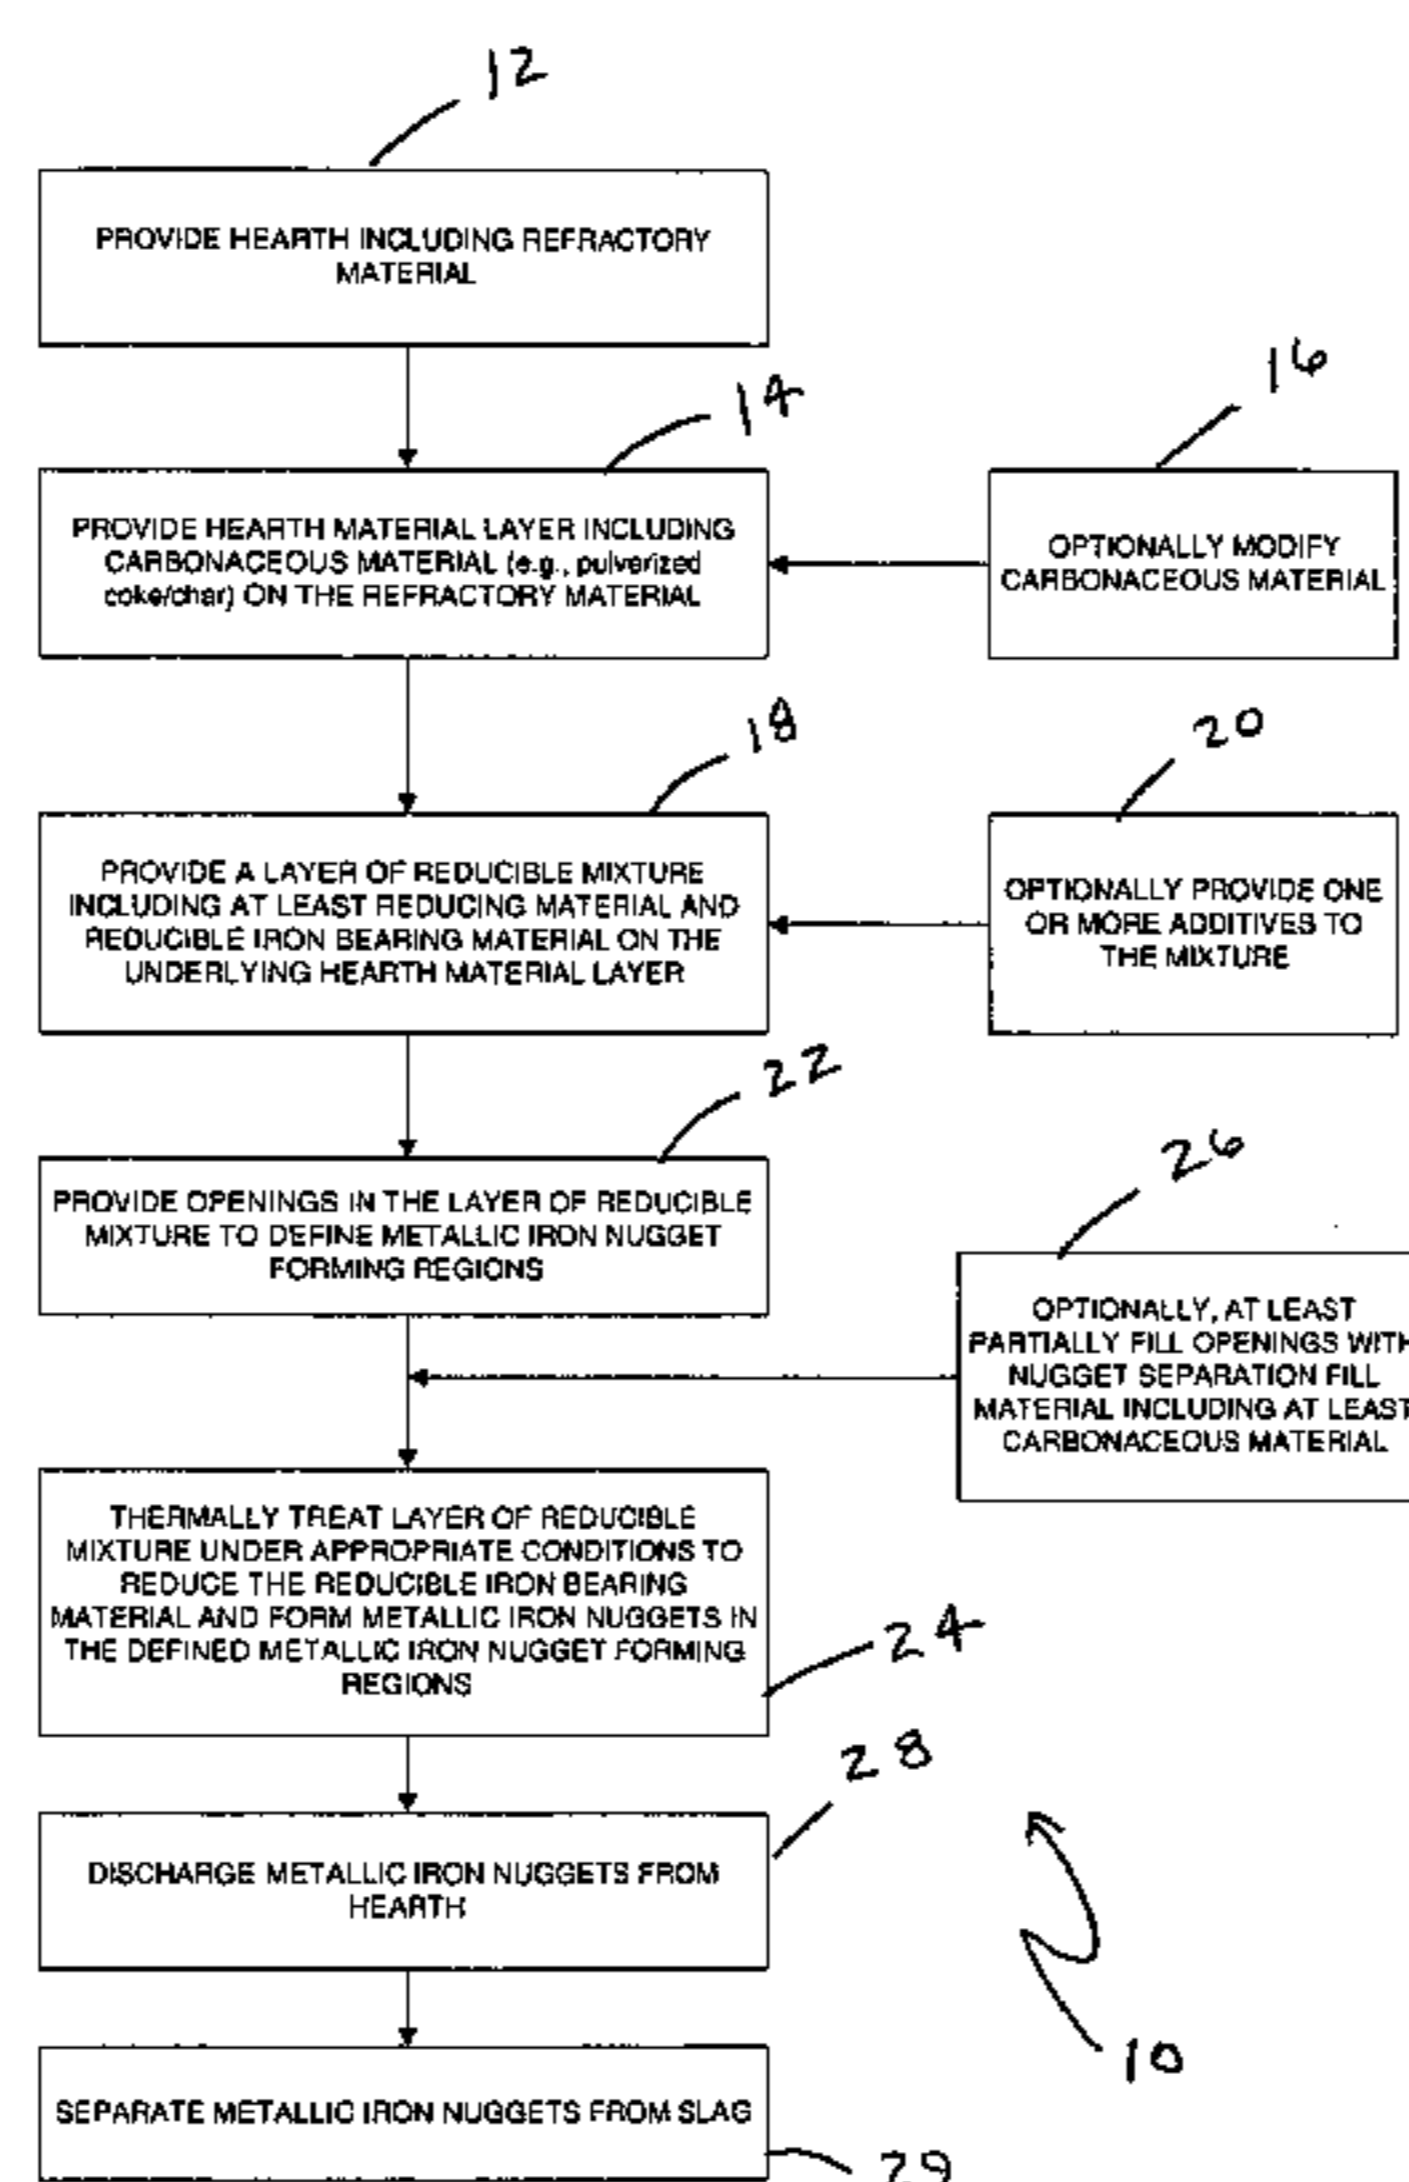 12
PROVIDE HEARTH INCLUDING REFRACTORY
MATERIAL
14
PROVIDE HEARTH MATERIAL LAYER INCLUDING
CARBONACEOUS MATERIAL (e.g., pulverized
coke/char) ON THE REFRACTORY MATERIAL
16
OPTIONALLY MODIFY
CARBONACEOUS MATERIAL
18
PROVIDE A LAYER OF REDUCIBLE MIXTURE
INCLUDING AT LEAST REDUCING MATERIAL AND
REDUCIBLE IRON BEARING MATERIAL ON THE
UNDERLYING HEARTH MATERIAL LAYER
20
OPTIONALLY PROVIDE ONE
OR MORE ADDITIVES TO
THE MIXTURE
22
PROVIDE OPENINGS IN THE LAYER OF REDUCIBLE
MIXTURE TO DEFINE METALLIC IRON NUGGET
FORMING REGIONS
26
OPTIONALLY, AT LEAST
PARTIALLY FILL OPENINGS WITH
NUGGET SEPARATION FILL
MATERIAL INCLUDING AT LEAST
CARBONACEOUS MATERIAL
THERMALLY TREAT LAYER OF REDUCIBLE
MIXTURE UNDER APPROPRIATE CONDITIONS TO
REDUCE THE REDUCIBLE IRON BEARING
MATERIAL AND FORM METALLIC IRON NUGGETS IN
THE DEFINED METALLIC IRON NUGGET FORMING
REGIONS
24
28
DISCHARGE METALLIC IRON NUGGETS FROM
HEARTH
10
SEPARATE METALLIC IRON NUGGETS FROM SLAG
29